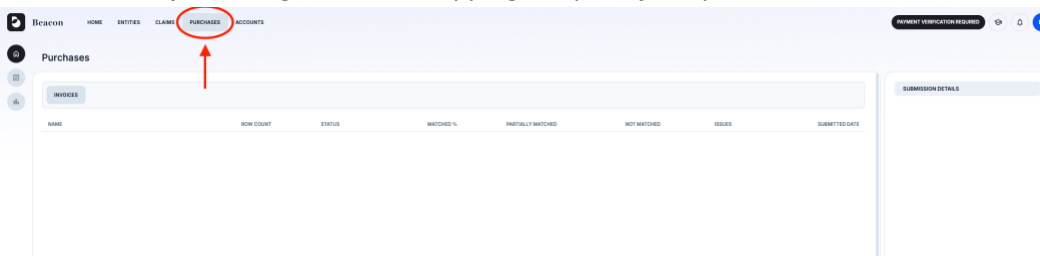 Beacon HOME ENTITIES CLAIMS PURCHASES ACCOUNTS PAYMENT VERIFICATION REQUIRED
Purchases
INVOICES
SUBMISSION DETAILS
NAME ROW COUNT STATUS MATCHED % PARTIALLY MATCHED NOT MATCHED ISSUES SUBMITTED DATE